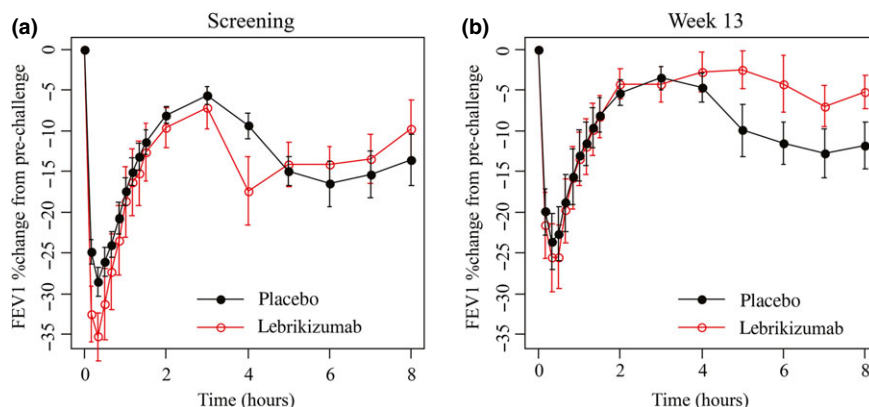 (a)
Screening
FEV1 %change from pre-challenge
0
−5
−10
−15
−20
−25
−30
−35
Placebo
Lebrikizumab
0 2 4 6 8
Time (hours)
(b)
Week 13
FEV1 %change from pre-challenge
0
−5
−10
−15
−20
−25
−30
−35
Placebo
Lebrikizumab
0 2 4 6 8
Time (hours)